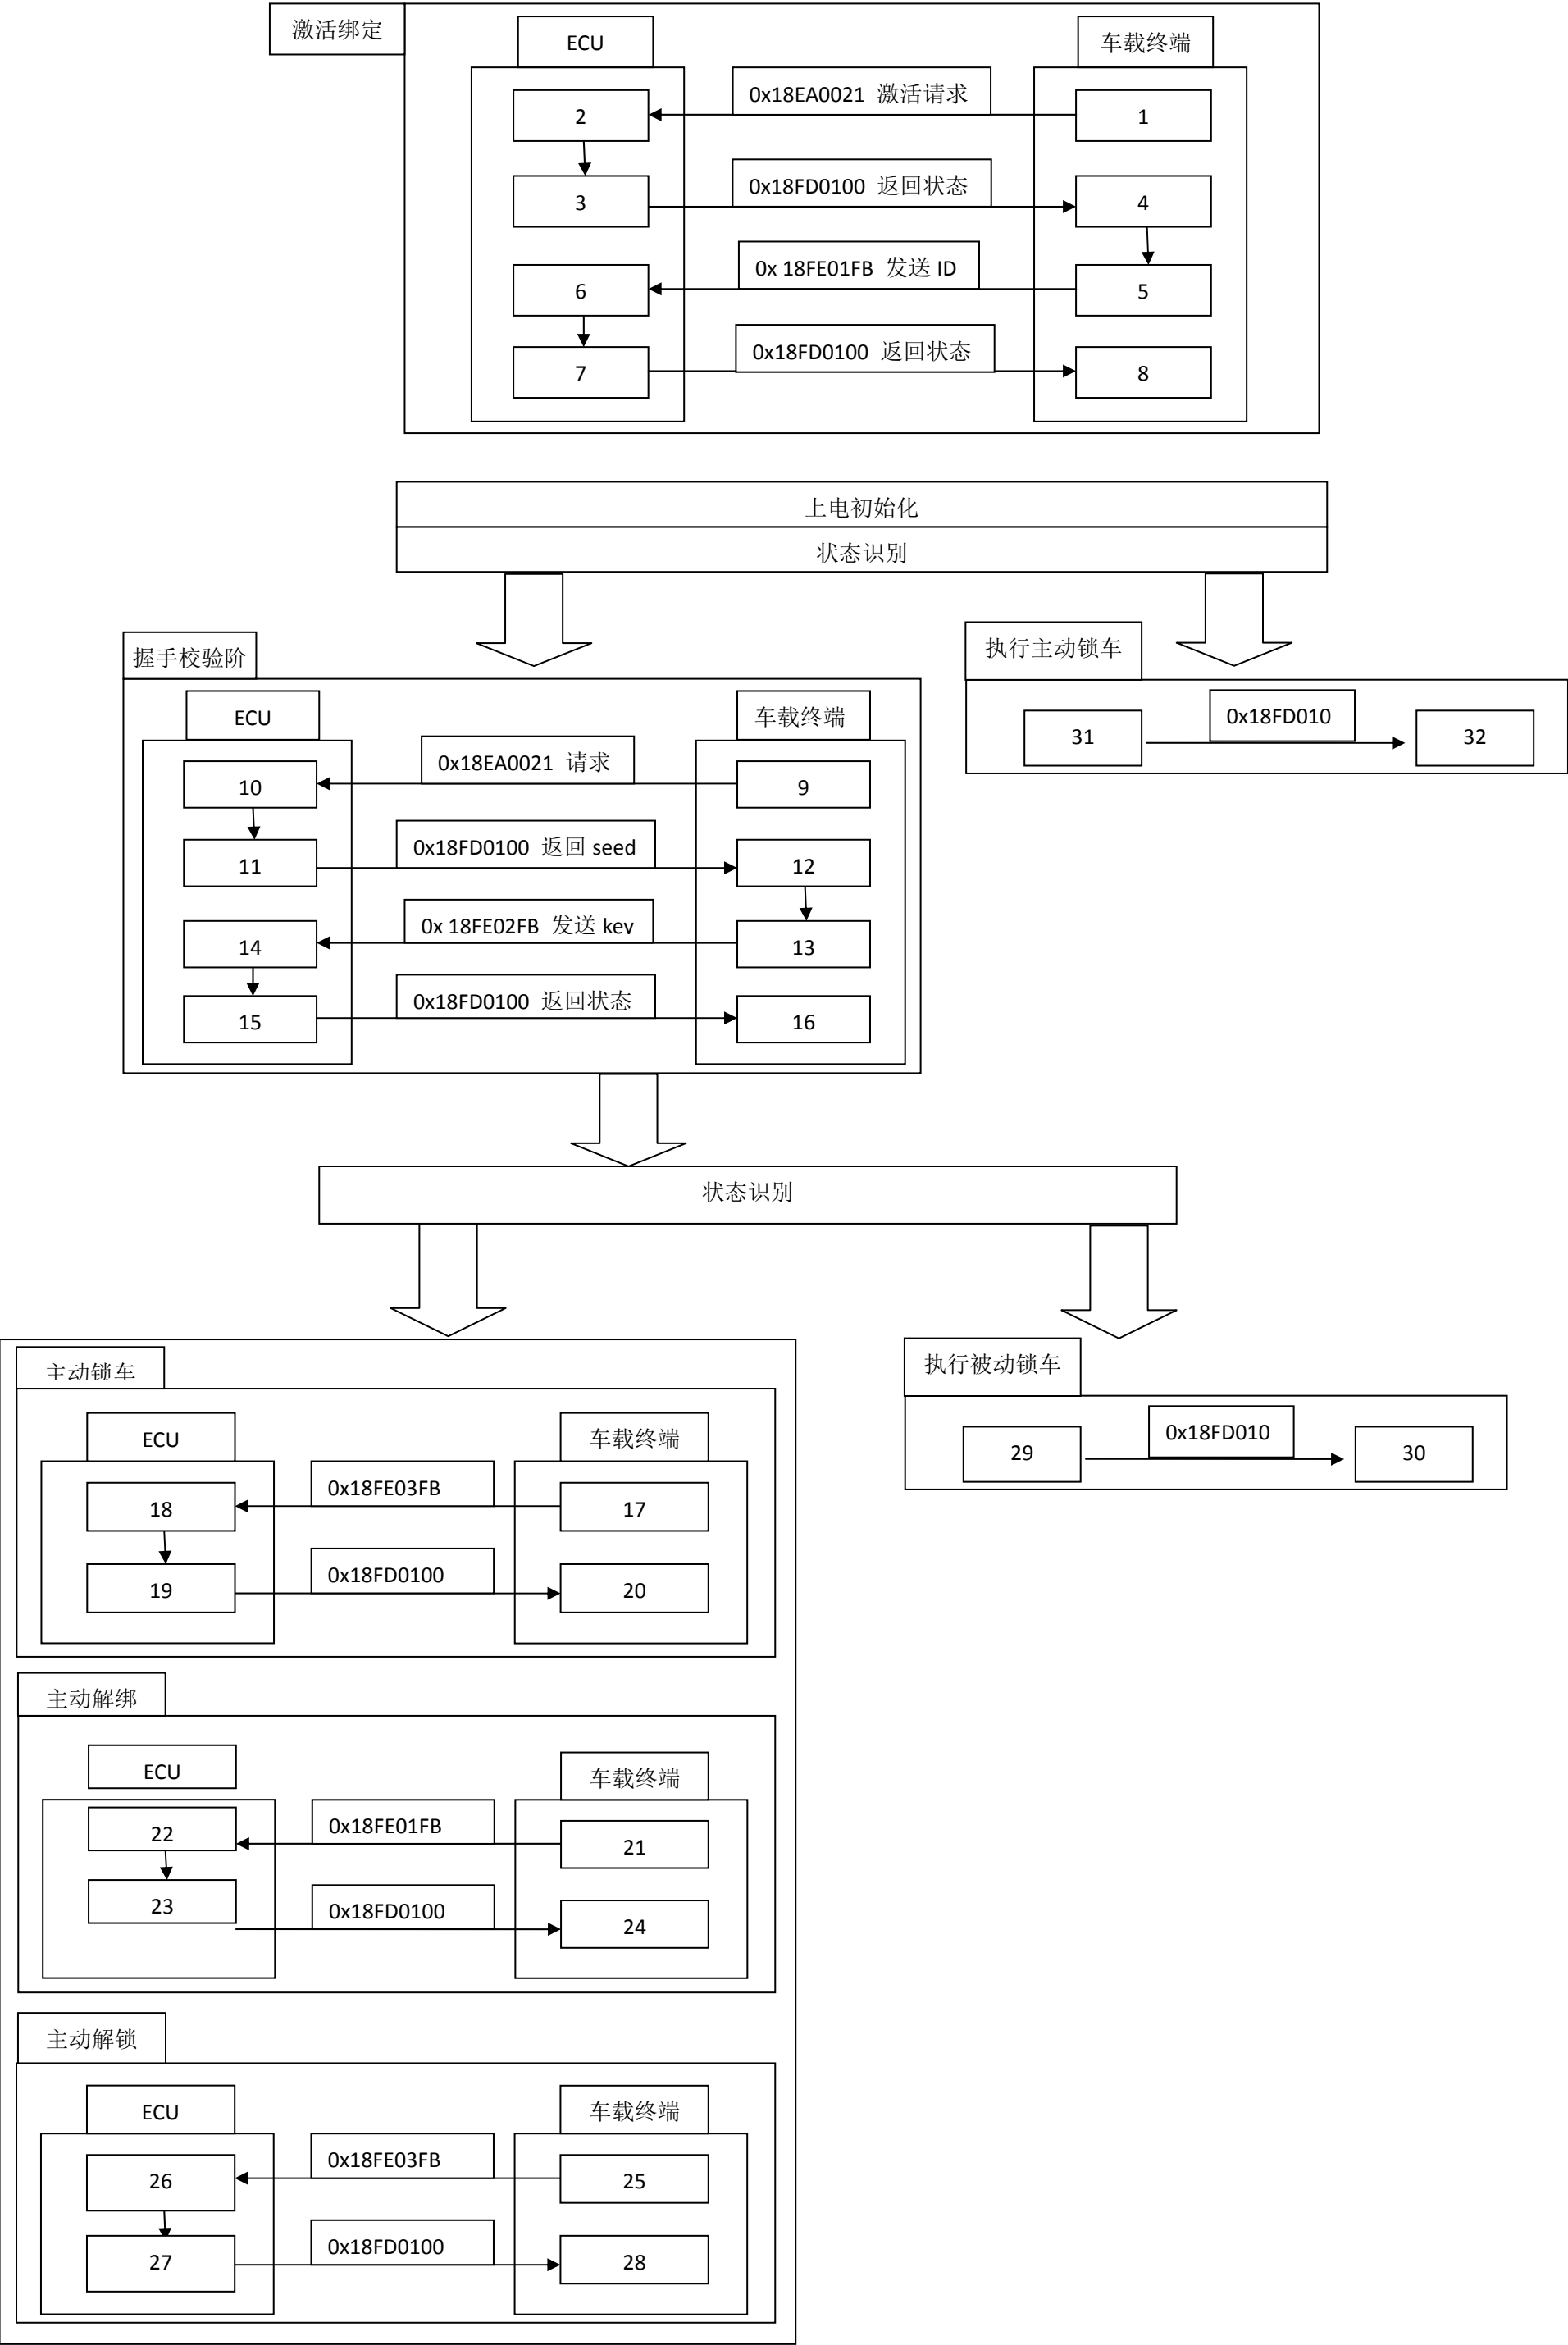 激活绑定
ECU
车载终端
0x18EA0021 激活请求
2
1
0x18FD0100 返回状态
3
4
0x 18FE01FB 发送 ID
6
5
0x18FD0100 返回状态
7
8
上电初始化
状态识别
握手校验阶
执行主动锁车
ECU
车载终端
0x18FD010
31
32
0x18EA0021 请求
10
9
0x18FD0100 返回 seed
11
12
0x 18FE02FB 发送 kev
14
13
0x18FD0100 返回状态
15
16
状态识别
主动锁车
执行被动锁车
ECU
车载终端
0x18FD010
29
30
0x18FE03FB
18
17
0x18FD0100
19
20
主动解绑
ECU
车载终端
0x18FE01FB
22
21
0x18FD0100
23
24
主动解锁
ECU
车载终端
0x18FE03FB
26
25
0x18FD0100
27
28